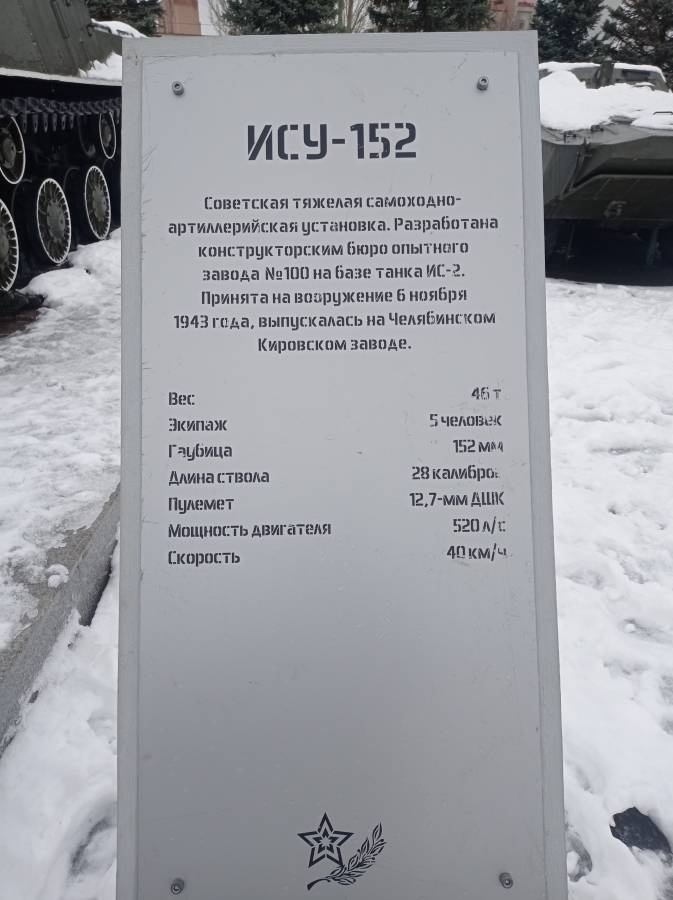 ИСУ-152
Советская тяжелая самоходно-
артиллерийская установка. Разработана
конструкторским бюро опытного
завода №100 на базе танка ИС-2.
Принята на вооружение 6 ноября
1943 года, выпускалась на Челябинском
Кировском заводе.
Вес 46 т
Экипаж 5 человек
Гаубица 152 мм
Длина ствола 28 калибров
Пулемет 12,7-мм ДШК
Мощность двигателя 520 л/с
Скорость 40 км/ч